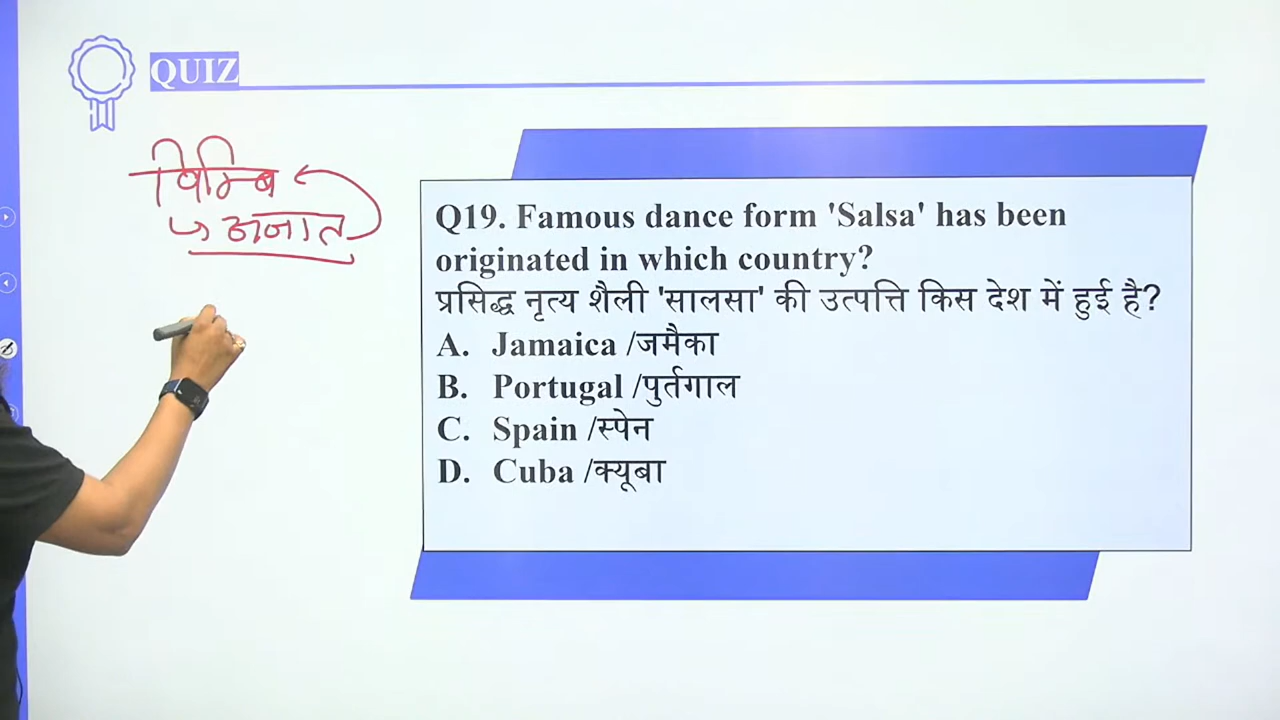 QUIZ
बिम्बि
↳ अजात
Q19. Famous dance form 'Salsa' has been
originated in which country?
प्रसिद्ध नृत्य शैली 'सालसा' की उत्पत्ति किस देश में हुई है?
A. Jamaica /जमैका
B. Portugal /पुर्तगाल
C. Spain /स्पेन
D. Cuba /क्यूबा